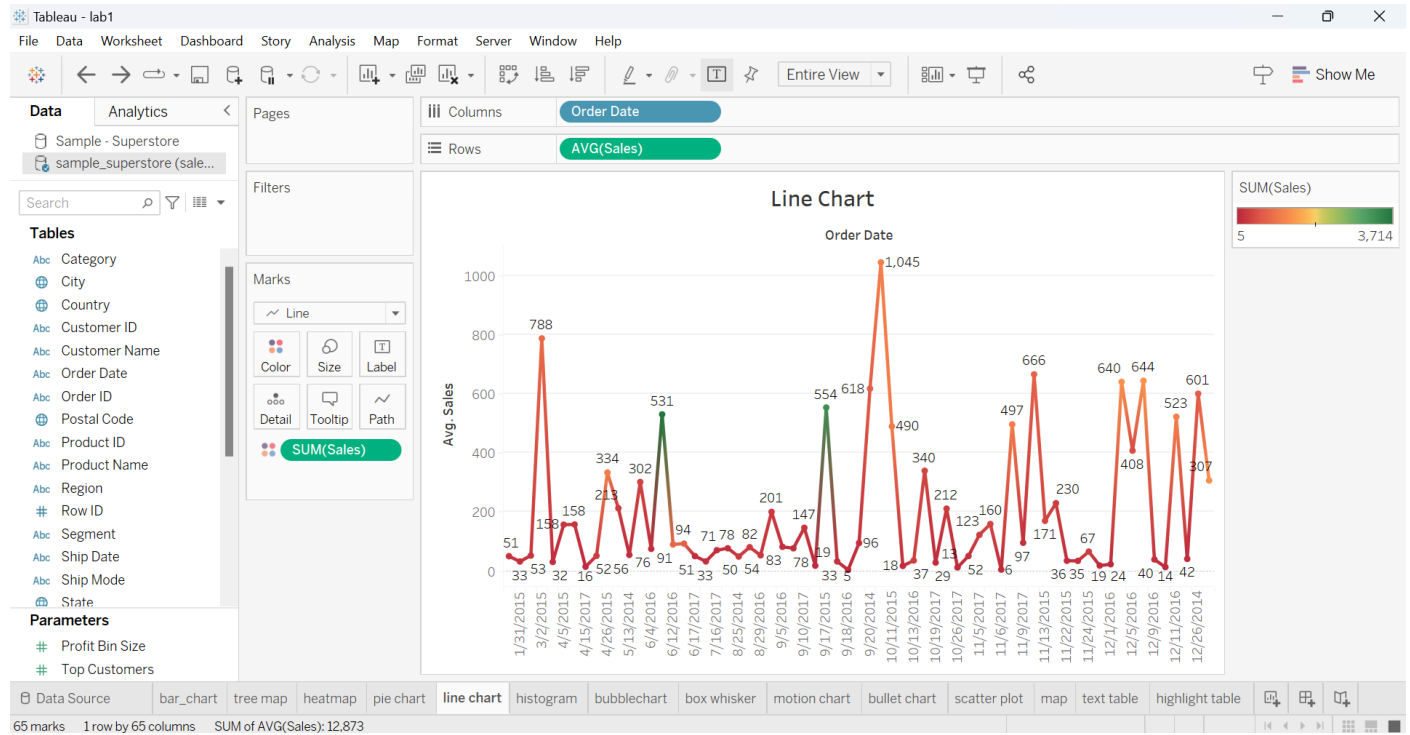 Tableau - lab1
File Data Worksheet Dashboard Story Analysis Map Format Server Window Help
Entire View
Show Me
Data Analytics
Sample - Superstore
sample_superstore (sale...
Search
Tables
Abc Category
City
Country
Abc Customer ID
Abc Customer Name
Abc Order Date
Abc Order ID
Postal Code
Abc Product ID
Abc Product Name
Abc Region
# Row ID
Abc Segment
Abc Ship Date
Abc Ship Mode
State
Parameters
# Profit Bin Size
# Top Customers
Pages
Filters
Marks
Line
Color Size Label
Detail Tooltip Path
SUM(Sales)
Columns Order Date
Rows AVG(Sales)
Line Chart
Order Date
Avg. Sales
1000
800
600
400
200
0
51
33
53
788
158
32
158
16
52
334
213
56
302
76
531
91
94
51
33
71
78
50
82
54
201
83
78
147
19
554
33
5
96
618
1,045
490
18
37
340
29
212
13
52
123
160
6
497
97
666
171
230
36
35
67
19
24
640
408
644
40
14
523
42
601
307
1/31/2015
3/2/2015
4/5/2015
4/15/2017
4/26/2015
5/13/2014
6/4/2016
6/12/2016
6/17/2016
7/16/2017
8/25/2014
8/29/2016
9/5/2016
9/10/2017
9/17/2015
9/18/2016
9/20/2014
10/11/2015
10/13/2016
10/19/2017
10/26/2017
11/5/2017
11/6/2016
11/9/2017
11/13/2015
11/22/2015
11/24/2015
12/1/2016
12/5/2016
12/9/2016
12/11/2016
12/26/2014
SUM(Sales)
5 3,714
Data Source bar_chart tree map heatmap pie chart line chart histogram bubblechart box whisker motion chart bullet chart scatter plot map text table highlight table
65 marks 1 row by 65 columns SUM of AVG(Sales): 12,873